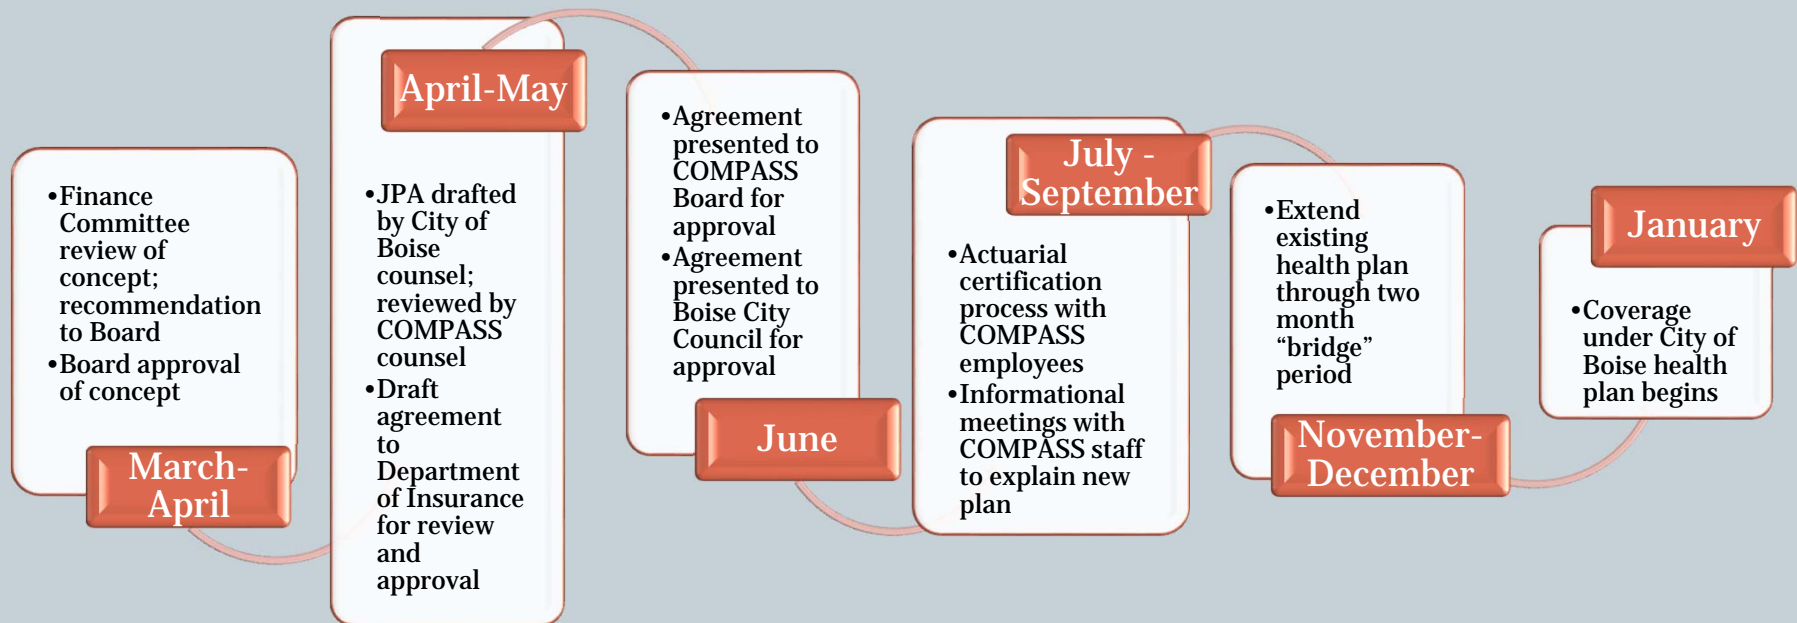 •Finance
Committee
review of
concept;
recommendation
to Board
•Board approval
of concept
March-
April
April-May
•JPA drafted
by City of
Boise
counsel;
reviewed by
COMPASS
counsel
•Draft
agreement
to
Department
of Insurance
for review
and
approval
•Agreement
presented to
COMPASS
Board for
approval
•Agreement
presented to
Boise City
Council for
approval
June
July -
September
•Actuarial
certification
process with
COMPASS
employees
•Informational
meetings with
COMPASS staff
to explain new
plan
•Extend
existing
health plan
through two
month
“bridge”
period
November-
December
January
•Coverage
under City of
Boise health
plan begins